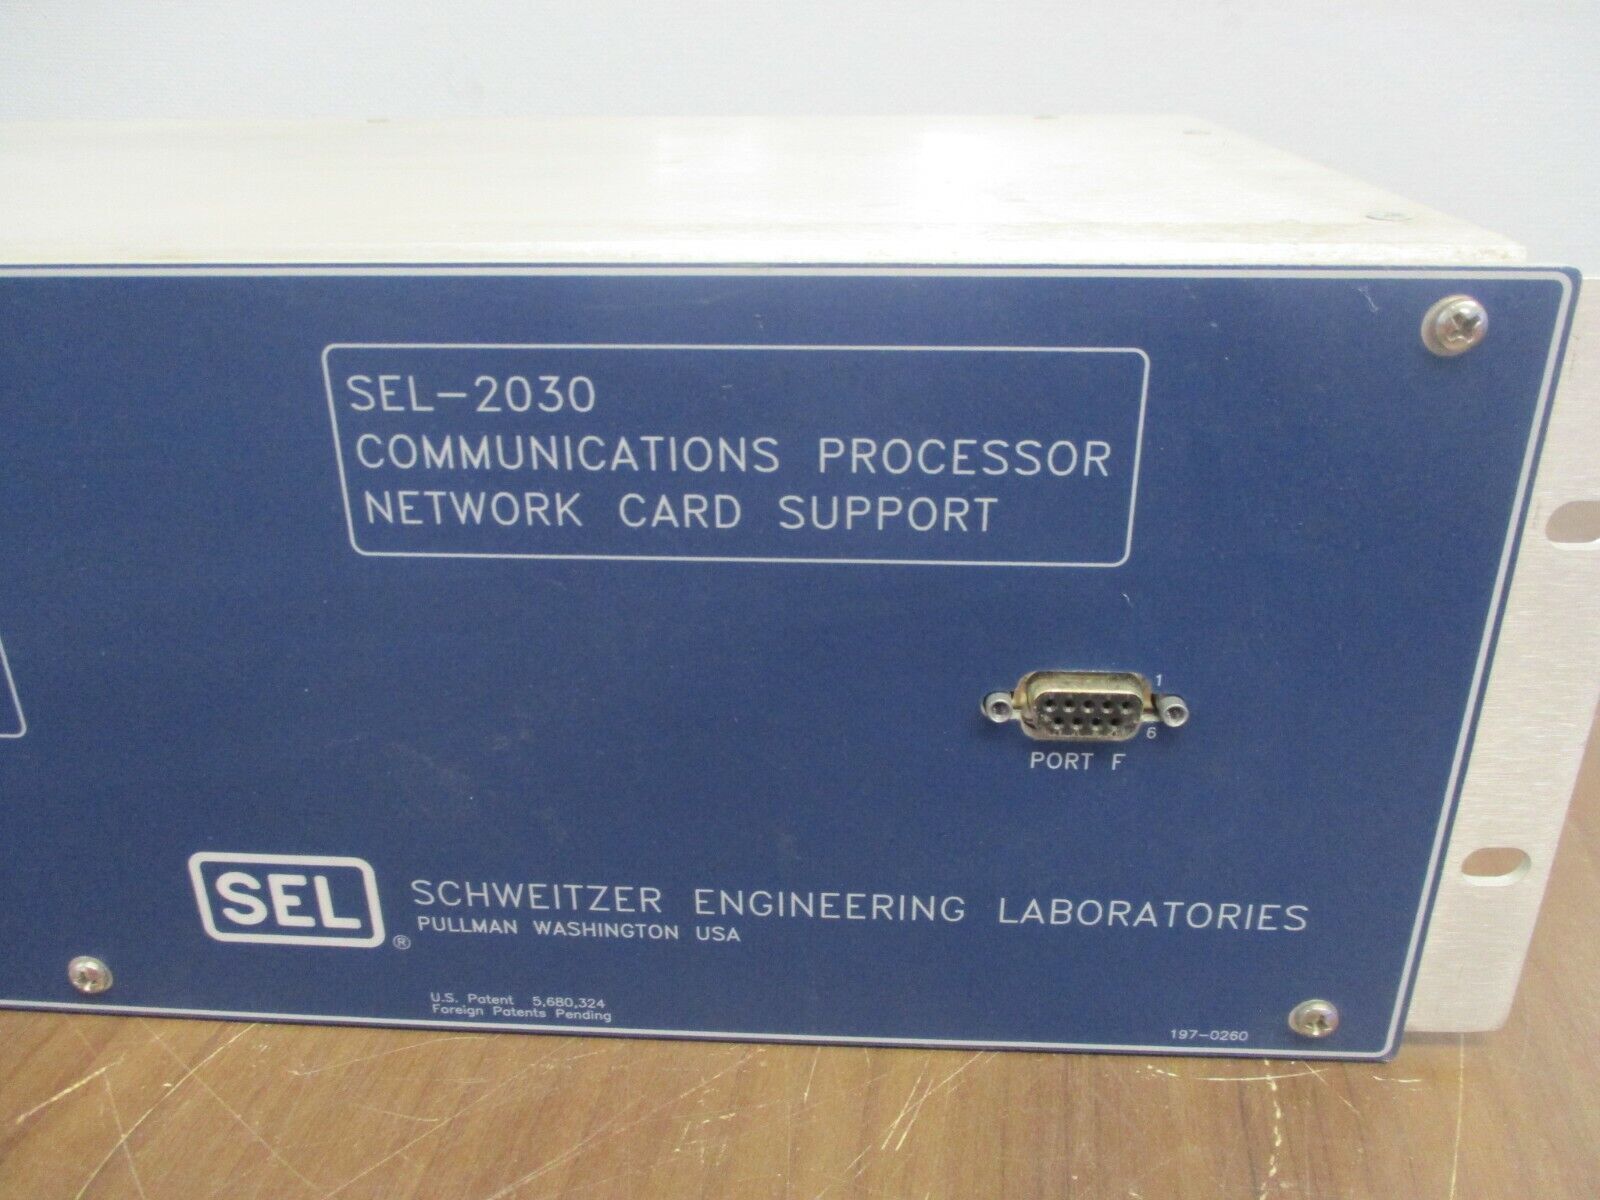 SEL-2030
COMMUNICATIONS PROCESSOR
NETWORK CARD SUPPORT
1
6
PORT F
SEL
®
SCHWEITZER ENGINEERING LABORATORIES
PULLMAN WASHINGTON USA
U.S. Patent 5,680,324
Foreign Patents Pending
197-0260